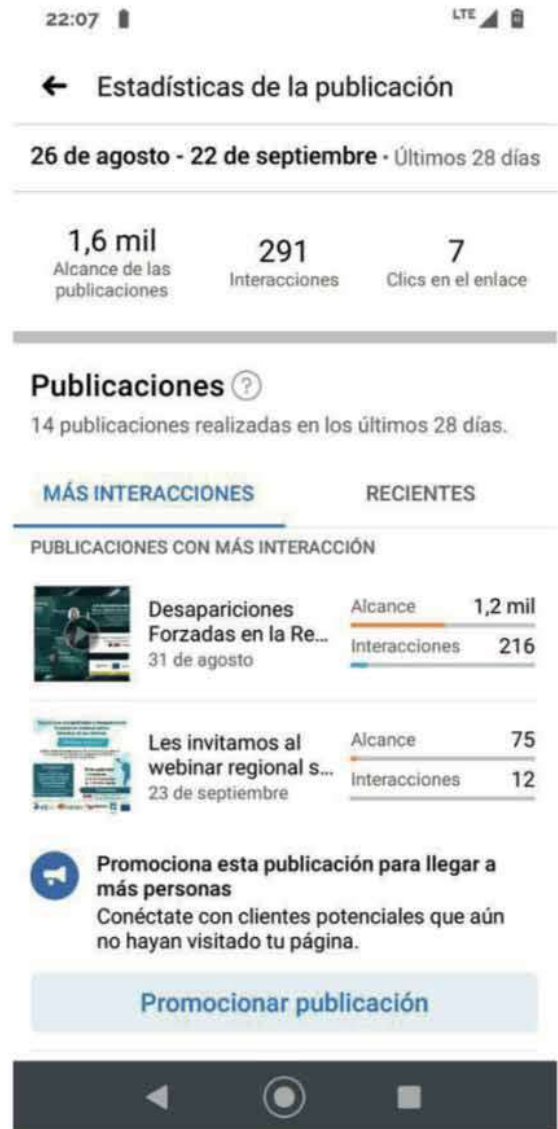 22:07 LTE
Estadísticas de la publicación
26 de agosto - 22 de septiembre · Últimos 28 días
1,6 mil
Alcance de las
publicaciones
291
Interacciones
7
Clics en el enlace
Publicaciones ?
14 publicaciones realizadas en los últimos 28 días.
MÁS INTERACCIONES RECIENTES
PUBLICACIONES CON MÁS INTERACCIÓN
Desapariciones
Forzadas en la Re...
31 de agosto
Alcance 1,2 mil
Interacciones 216
Les invitamos al
webinar regional s...
23 de septiembre
Alcance 75
Interacciones 12
Promociona esta publicación para llegar a
más personas
Conéctate con clientes potenciales que aún
no hayan visitado tu página.
Promocionar publicación